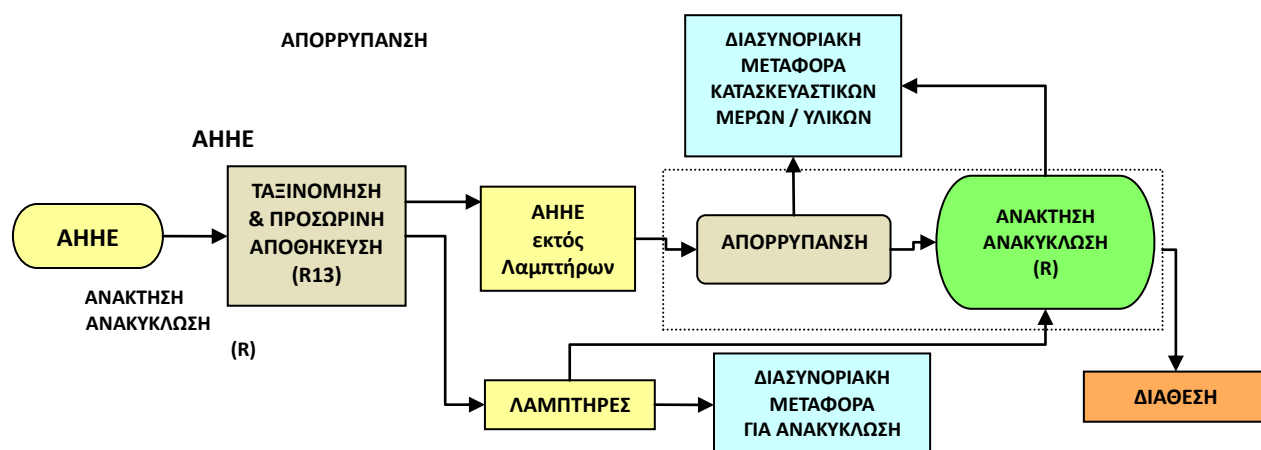 ΑΠΟΡΡΥΠΑΝΣΗ
ΔΙΑΣΥΝΟΡΙΑΚΗ
ΜΕΤΑΦΟΡΑ
ΚΑΤΑΣΚΕΥΑΣΤΙΚΩΝ
ΜΕΡΩΝ / ΥΛΙΚΩΝ
ΑΗΗΕ
ΑΗΗΕ
ΤΑΞΙΝΟΜΗΣΗ
& ΠΡΟΣΩΡΙΝΗ
ΑΠΟΘΗΚΕΥΣΗ
(R13)
ΑΗΗΕ
εκτός
Λαμπτήρων
ΑΠΟΡΡΥΠΑΝΣΗ
ΑΝΑΚΤΗΣΗ
ΑΝΑΚΥΚΛΩΣΗ
(R)
ΑΝΑΚΤΗΣΗ
ΑΝΑΚΥΚΛΩΣΗ
(R)
ΛΑΜΠΤΗΡΕΣ
ΔΙΑΣΥΝΟΡΙΑΚΗ
ΜΕΤΑΦΟΡΑ
ΓΙΑ ΑΝΑΚΥΚΛΩΣΗ
ΔΙΑΘΕΣΗ